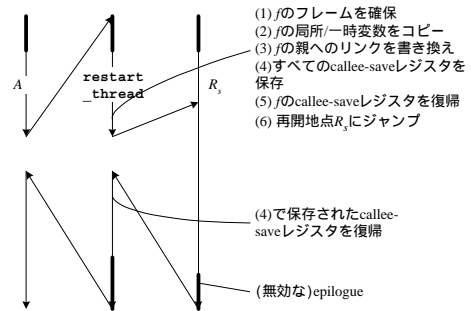 (1) fのフレームを確保
(2) fの局所/一時変数をコピー
(3) fの親へのリンクを書き換え
(4)すべてのcallee-saveレジスタを
保存
(5) fのcallee-saveレジスタを復帰
(6) 再開地点Rsにジャンプ
A
restart
_thread
Rs
(4)で保存されたcallee-
saveレジスタを復帰
(無効な)epilogue